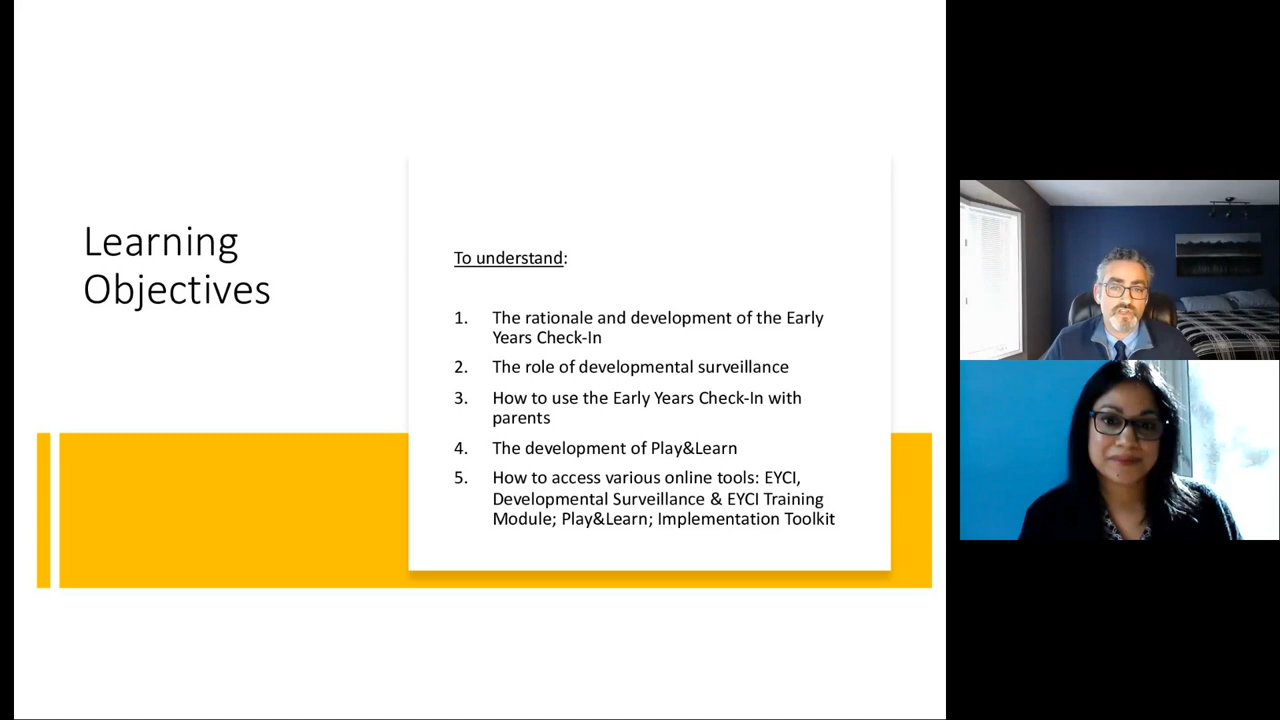 Learning
Objectives
To understand:
1. The rationale and development of the Early
Years Check-In
2. The role of developmental surveillance
3. How to use the Early Years Check-In with
parents
4. The development of Play&Learn
5. How to access various online tools: EYCI,
Developmental Surveillance & EYCI Training
Module; Play&Learn; Implementation Toolkit